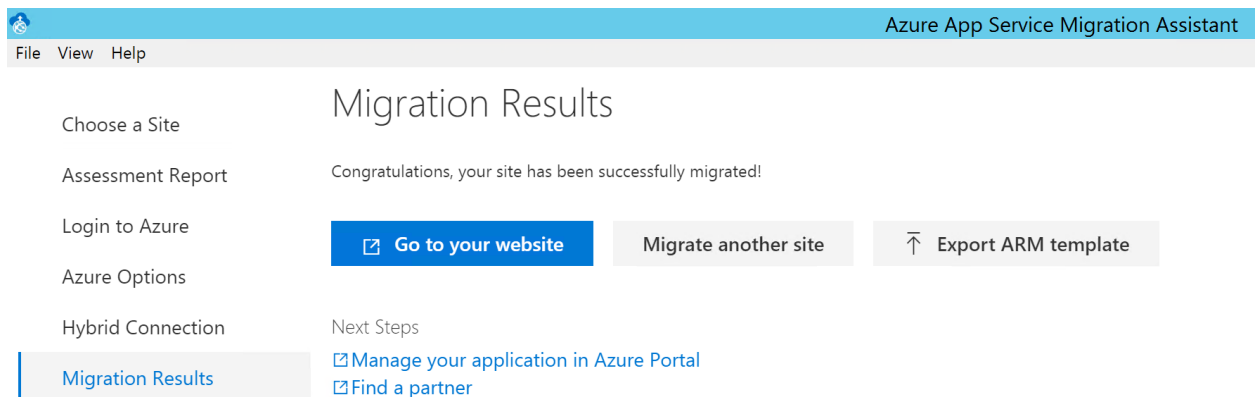 Azure App Service Migration Assistant
File View Help
Choose a Site
Assessment Report
Login to Azure
Azure Options
Hybrid Connection
Migration Results
Migration Results
Congratulations, your site has been successfully migrated!
Go to your website
Migrate another site
Export ARM template
Next Steps
Manage your application in Azure Portal
Find a partner